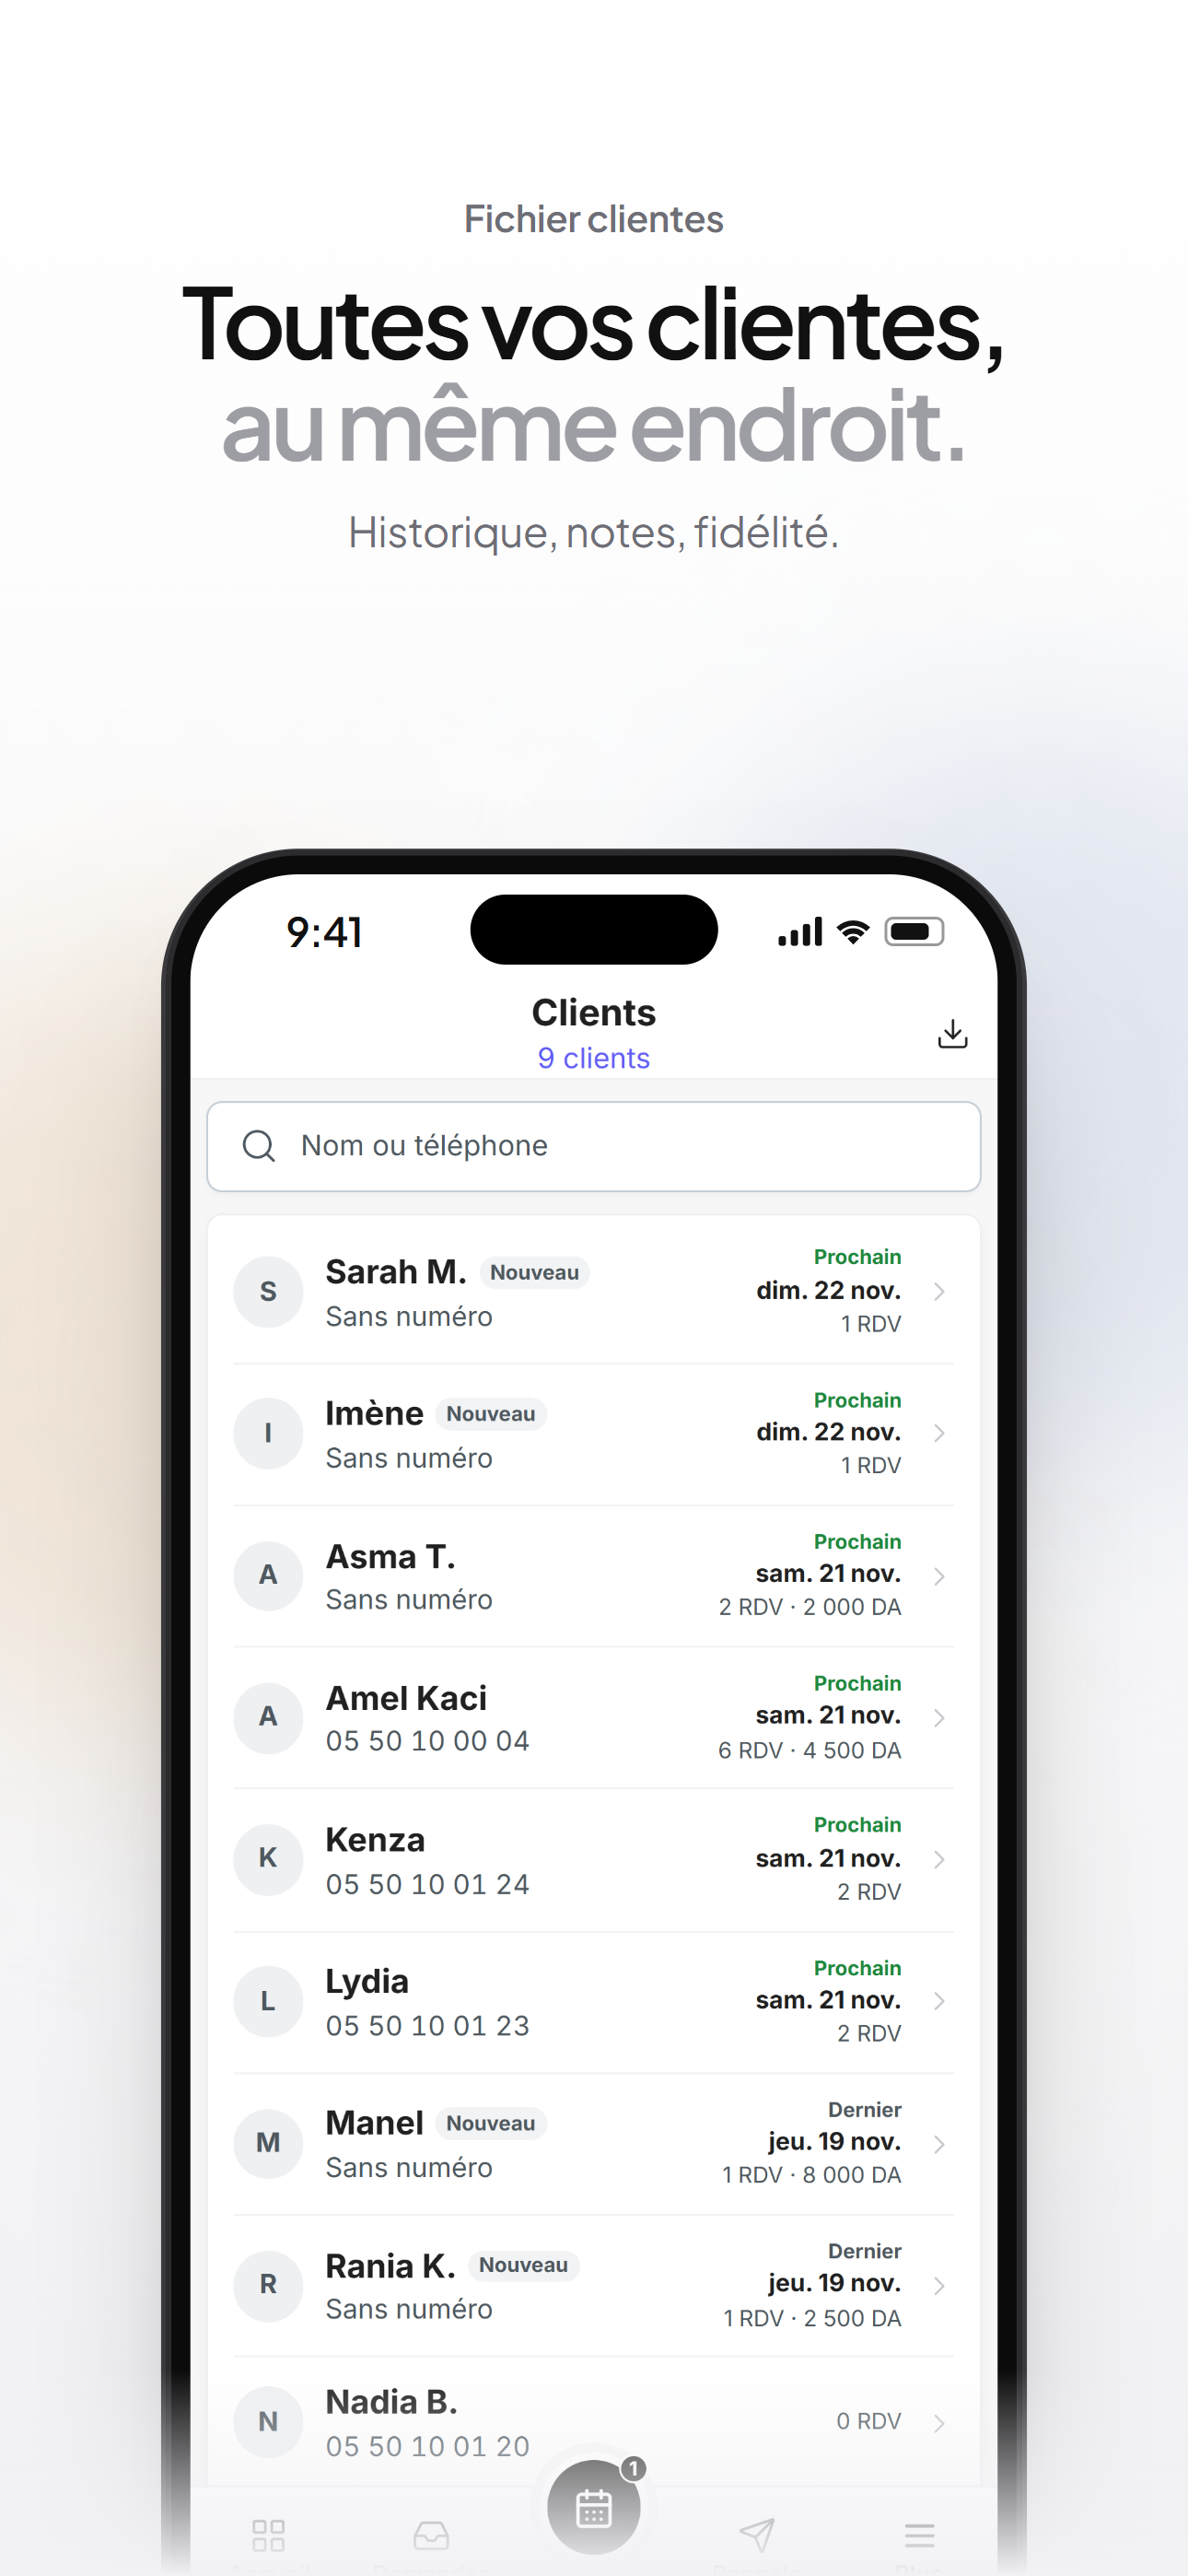 Fichier clientes
Toutes vos clientes,
au même endroit.
Historique, notes, fidélité.
9:41
Clients
9 clients
Nom ou téléphone
S
Sarah M. Nouveau
Sans numéro
Prochain
dim. 22 nov.
1 RDV
I
Imène Nouveau
Sans numéro
Prochain
dim. 22 nov.
1 RDV
A
Asma T.
Sans numéro
Prochain
sam. 21 nov.
2 RDV · 2 000 DA
A
Amel Kaci
05 50 10 00 04
Prochain
sam. 21 nov.
6 RDV · 4 500 DA
K
Kenza
05 50 10 01 24
Prochain
sam. 21 nov.
2 RDV
L
Lydia
05 50 10 01 23
Prochain
sam. 21 nov.
2 RDV
M
Manel Nouveau
Sans numéro
Dernier
jeu. 19 nov.
1 RDV · 8 000 DA
R
Rania K. Nouveau
Sans numéro
Dernier
jeu. 19 nov.
1 RDV · 2 500 DA
N
Nadia B.
05 50 10 01 20
0 RDV
1